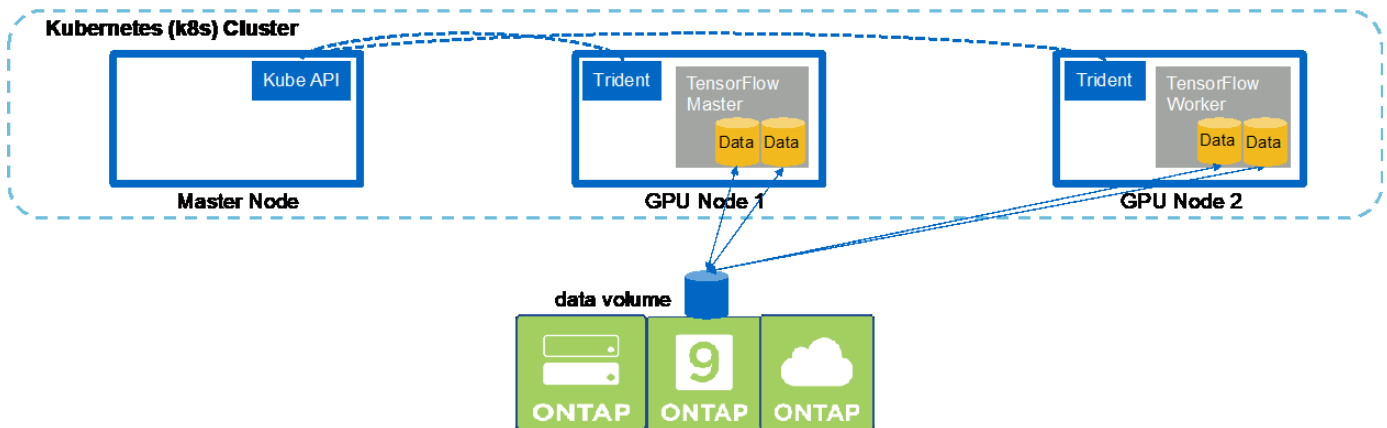 Kubernetes (k8s) Cluster
Kube API
Master Node
Trident
TensorFlow
Master
Data
Data
GPU Node 1
Trident
TensorFlow
Worker
Data
Data
GPU Node 2
data volume
ONTAP
9
ONTAP
ONTAP